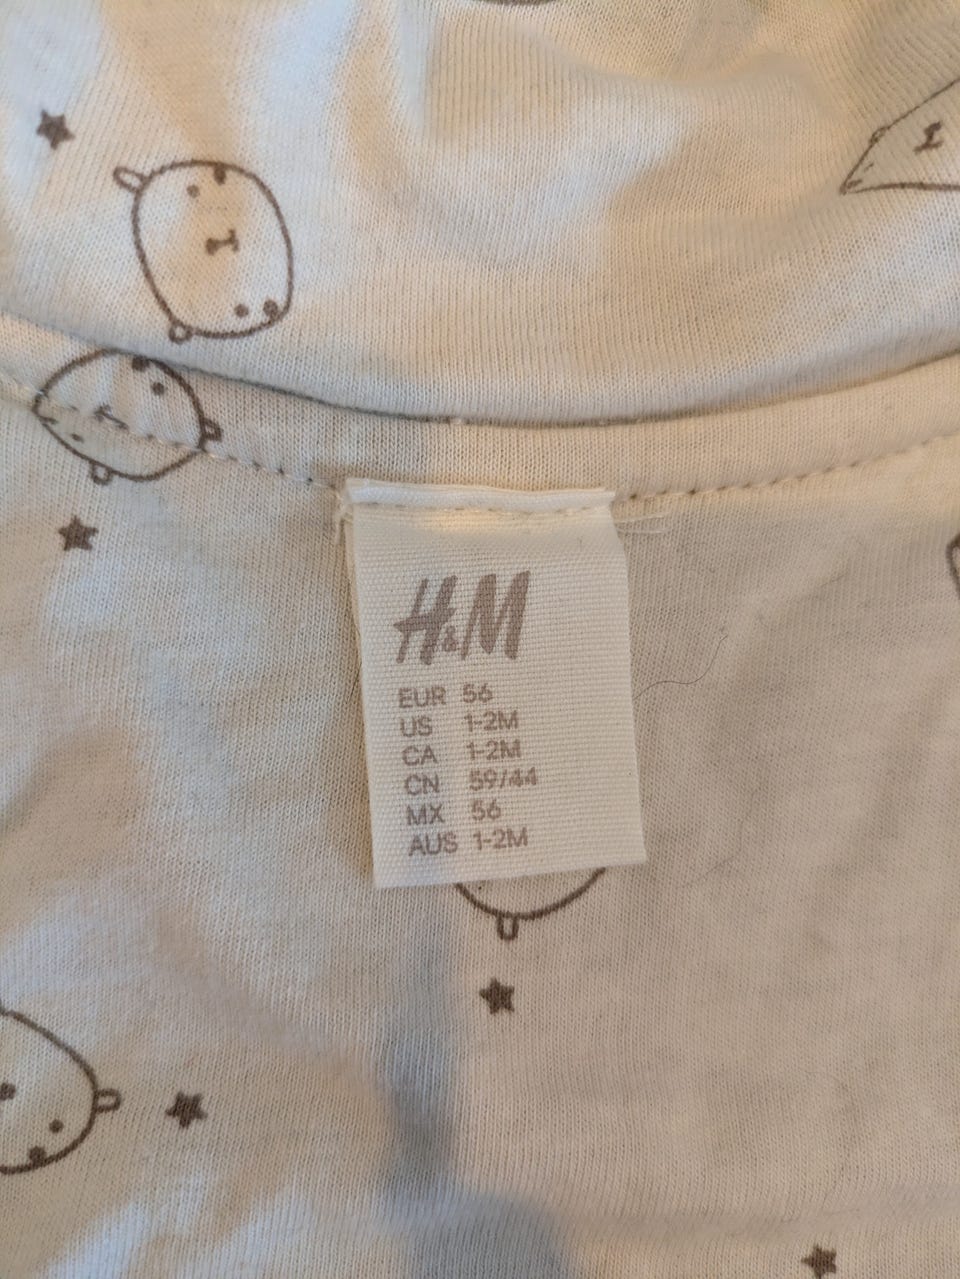 H&M
EUR 56
US 1-2M
CA 1-2M
CN 59/44
MX 56
AUS 1-2M